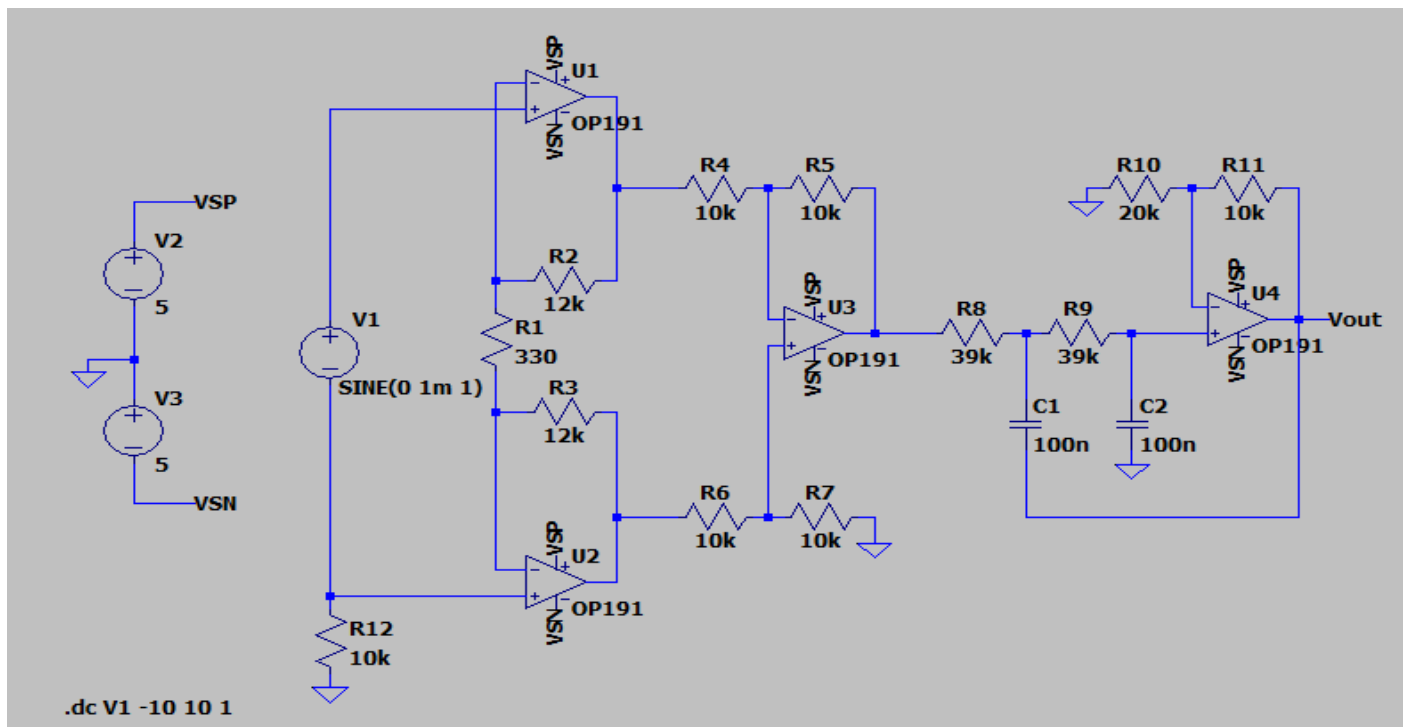 VSP
U1
VSN
OP191
R4
10k
R5
10k
R10
20k
R11
10k
VSP
V2
5
R2
12k
VSP
U3
VSN
OP191
VSP
U4
VSN
OP191
Vout
R8
39k
R9
39k
V1
SINE(0 1m 1)
R1
330
V3
5
VSN
R3
12k
C1
100n
C2
100n
R6
10k
R7
10k
VSP
U2
VSN
OP191
R12
10k
.dc V1 -10 10 1